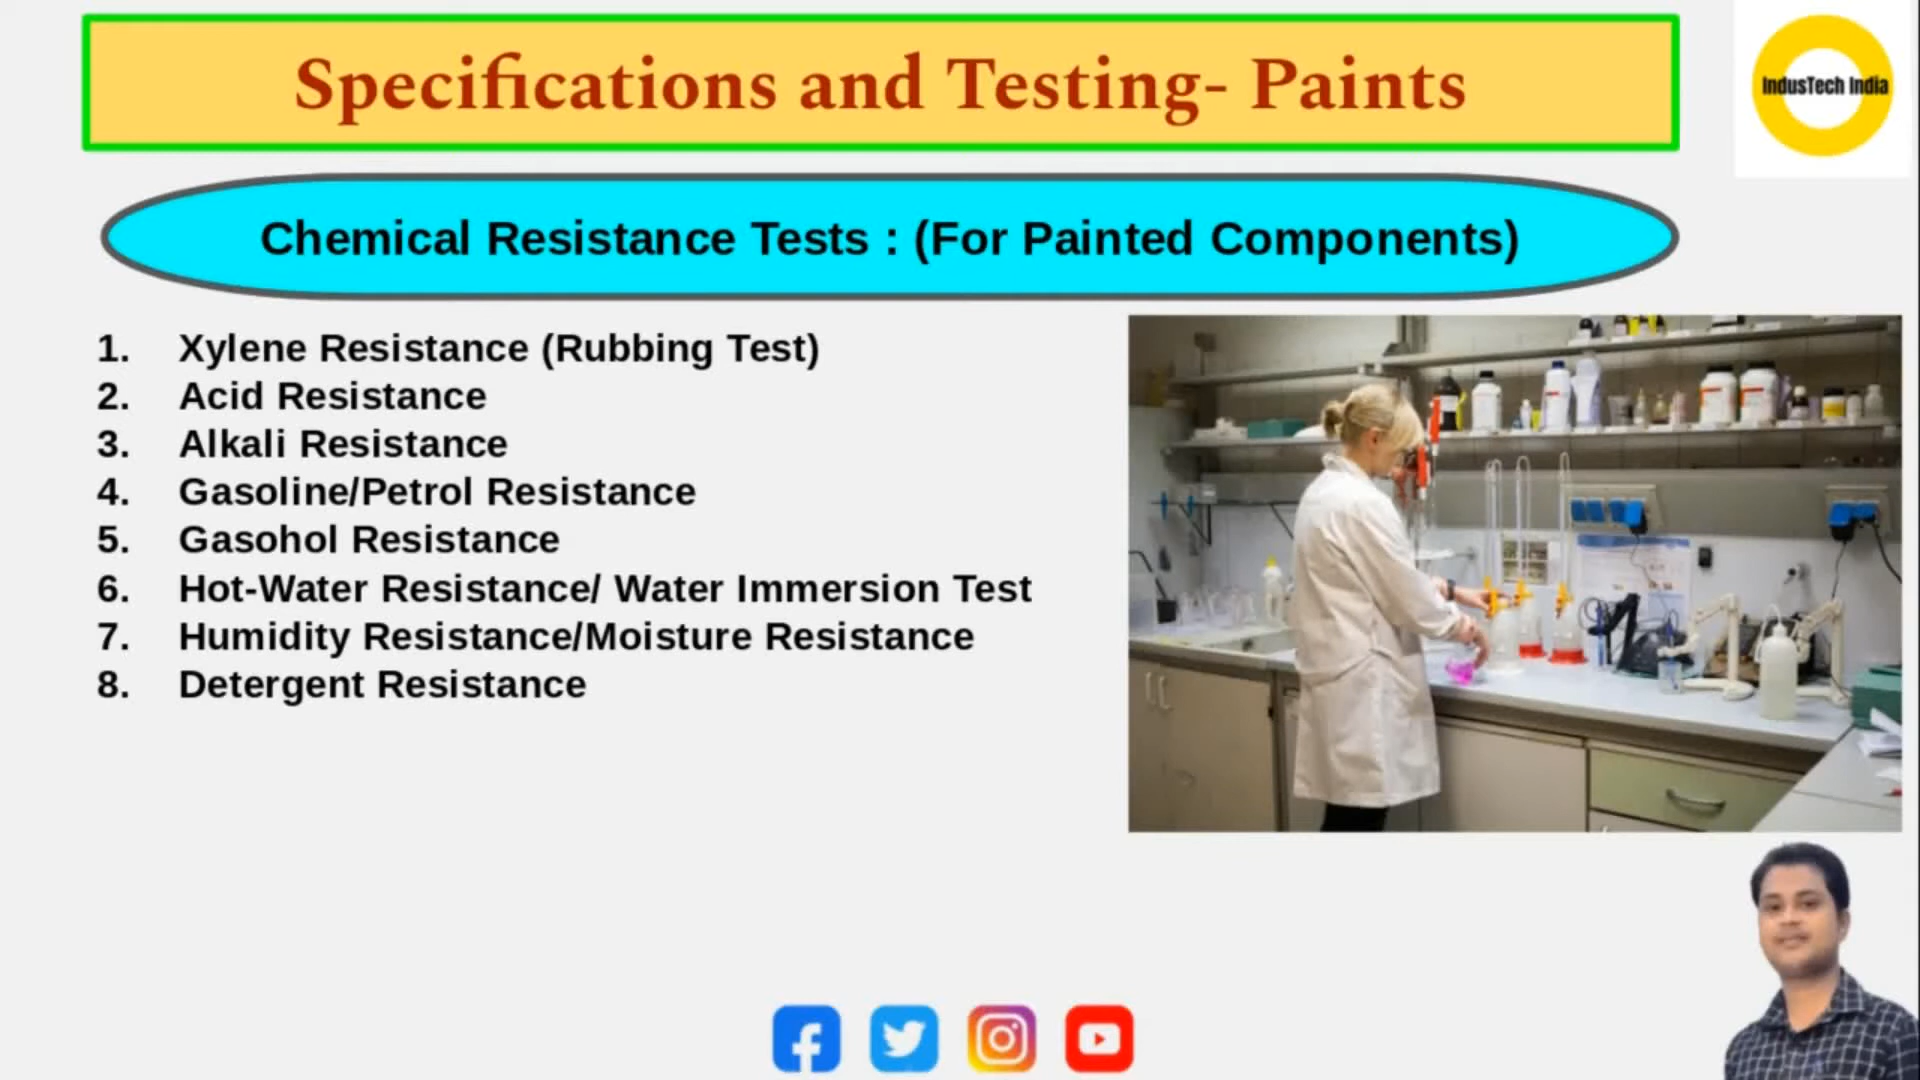 Specifications and Testing- Paints
IndusTech India
Chemical Resistance Tests : (For Painted Components)
1. Xylene Resistance (Rubbing Test)
2. Acid Resistance
3. Alkali Resistance
4. Gasoline/Petrol Resistance
5. Gasohol Resistance
6. Hot-Water Resistance/ Water Immersion Test
7. Humidity Resistance/Moisture Resistance
8. Detergent Resistance